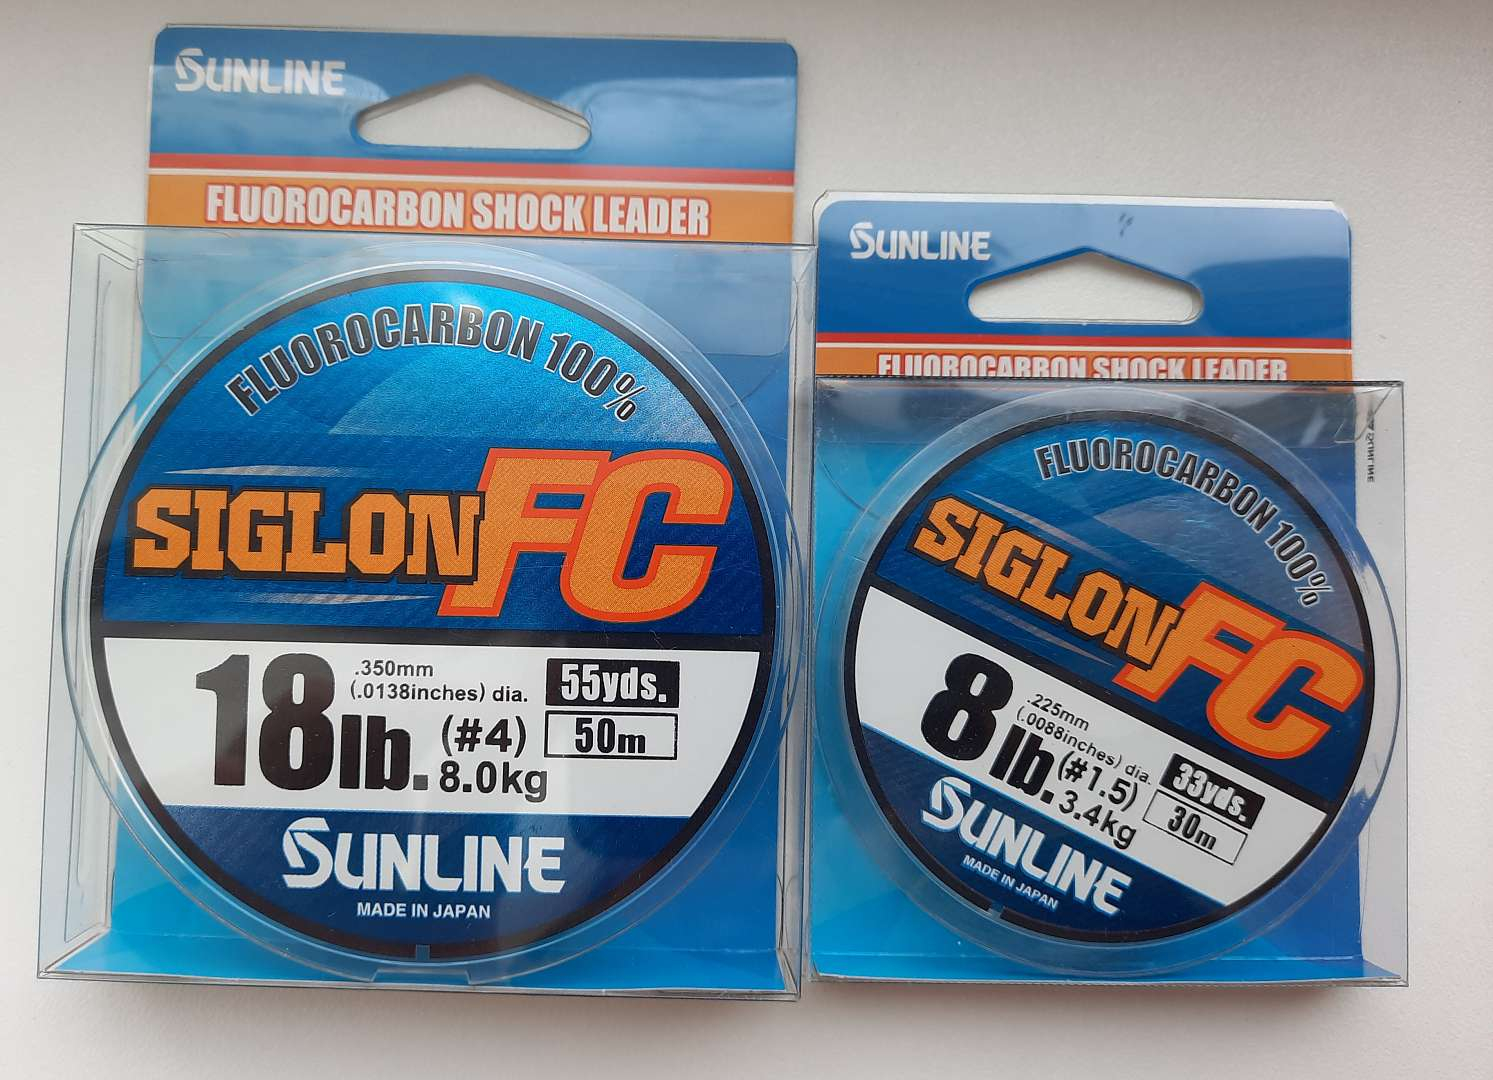 SUNLINE
FLUOROCARBON SHOCK LEADER
FLUOROCARBON 100%
SIGLON FC
18lb.
.350mm
(.0138inches) dia.
(#4)
8.0kg
55yds.
50m
SUNLINE
MADE IN JAPAN
SUNLINE
FLUOROCARBON SHOCK LEADER
FLUOROCARBON 100%
SIGLON FC
8lb.
.225mm
(.0088inches) dia.
(#1.5)
3.4kg
33yds.
30m
SUNLINE
MADE IN JAPAN
SUNLINE